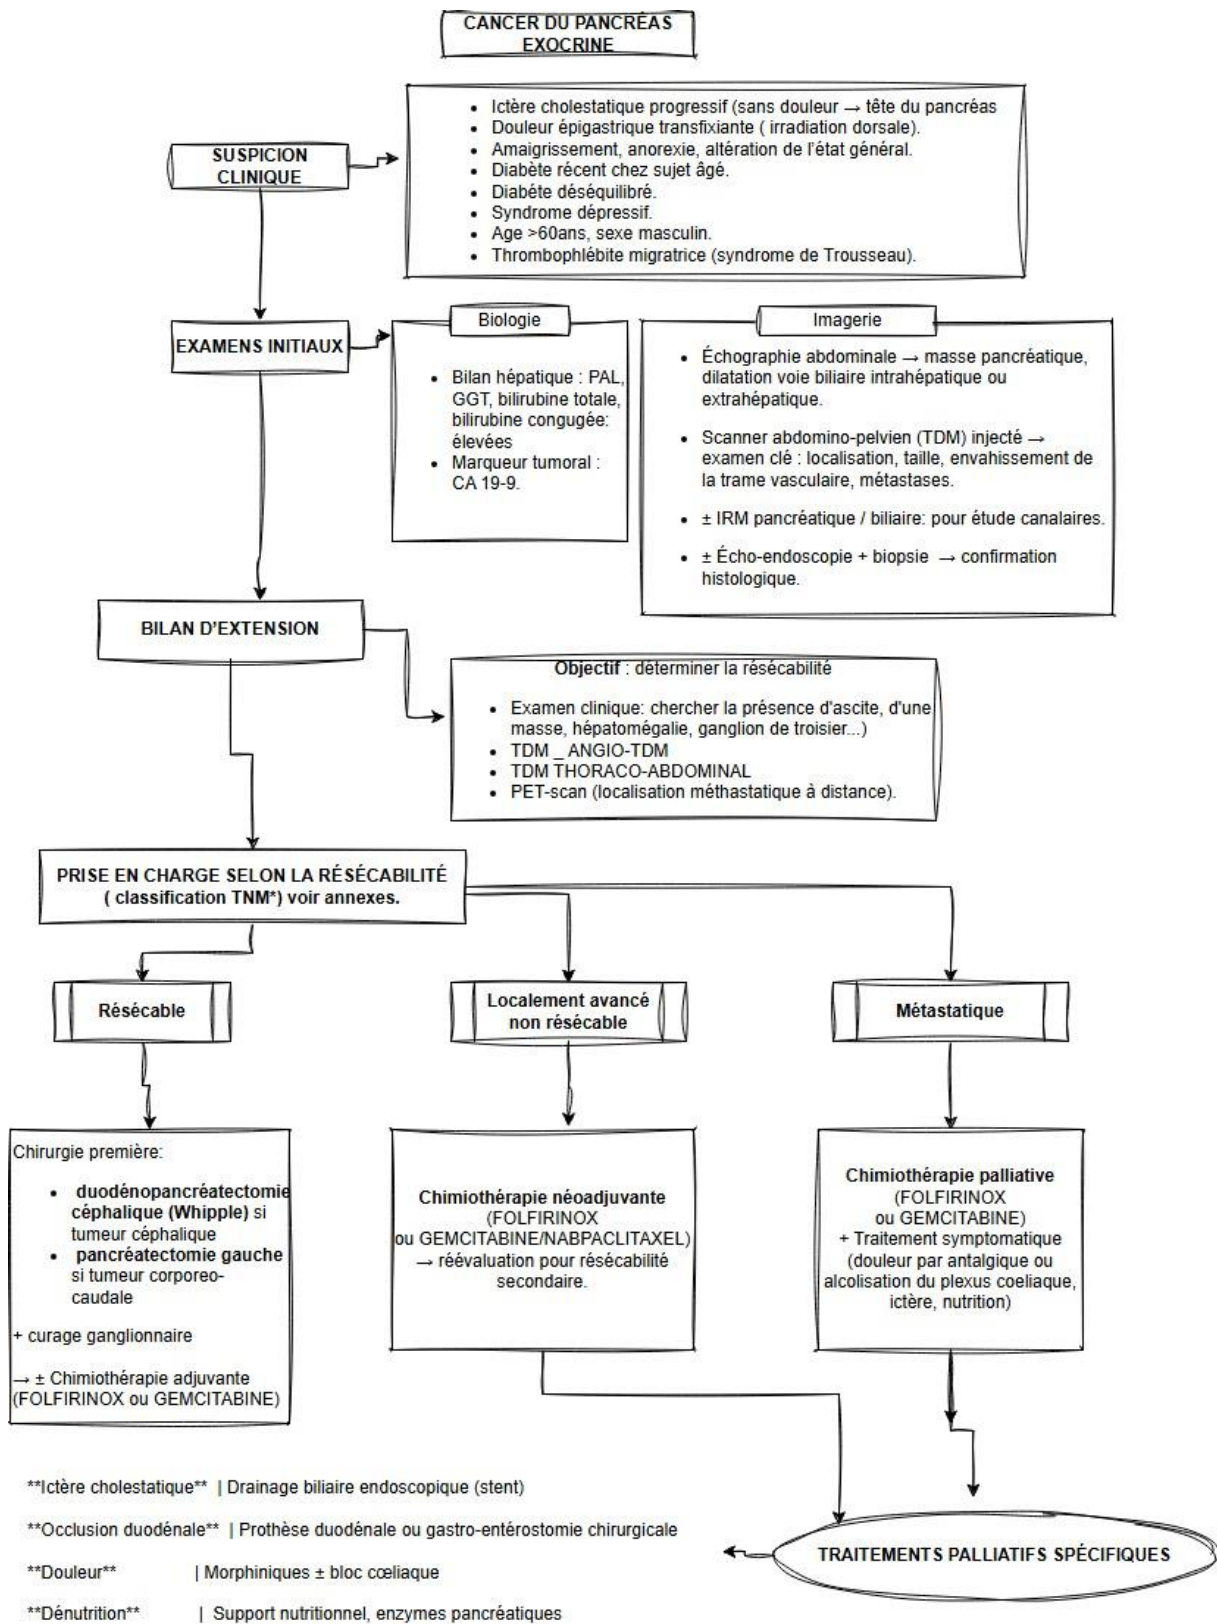 CANCER DU PANCRÉAS
EXOCRINE
SUSPICION
CLINIQUE
• Ictère cholestatique progressif (sans douleur → tête du pancréas
• Douleur épigastrique transfixiante ( irradiation dorsale).
• Amaigrissement, anorexie, altération de l'état général.
• Diabète récent chez sujet âgé.
• Diabéte déséquilibré.
• Syndrome dépressif.
• Age >60ans, sexe masculin.
• Thrombophlébite migratrice (syndrome de Trousseau).
EXAMENS INITIAUX
Biologie
• Bilan hépatique : PAL,
GGT, bilirubine totale,
bilirubine congugée:
élevées
• Marqueur tumoral :
CA 19-9.
Imagerie
• Échographie abdominale → masse pancréatique,
dilatation voie biliaire intrahépatique ou
extrahépatique.
• Scanner abdomino-pelvien (TDM) injecté →
examen clé : localisation, taille, envahissement de
la trame vasculaire, métastases.
• ± IRM pancréatique / biliaire: pour étude canalaires.
• ± Écho-endoscopie + biopsie → confirmation
histologique.
BILAN D'EXTENSION
Objectif : déterminer la résécabilité
• Examen clinique: chercher la présence d'ascite, d'une
masse, hépatomégalie, ganglion de troisier...)
• TDM _ ANGIO-TDM
• TDM THORACO-ABDOMINAL
• PET-scan (localisation méthastatique à distance).
PRISE EN CHARGE SELON LA RÉSÉCABILITÉ
( classification TNM*) voir annexes.
Résécable
Localement avancé
non résécable
Métastatique
Chirurgie première:
• duodénopancréatectomie
céphalique (Whipple) si
tumeur céphalique
• pancréatectomie gauche
si tumeur corporeo-
caudale
+ curage ganglionnaire
→ ± Chimiothérapie adjuvante
(FOLFIRINOX ou GEMCITABINE)
Chimiothérapie néoadjuvante
(FOLFIRINOX
ou GEMCITABINE/NABPACLITAXEL)
→ réévaluation pour résécabilité
secondaire.
Chimiothérapie palliative
(FOLFIRINOX
ou GEMCITABINE)
+ Traitement symptomatique
(douleur par antalgique ou
alcolisation du plexus coeliaque,
ictère, nutrition)
TRAITEMENTS PALLIATIFS SPÉCIFIQUES
**Ictère cholestatique** | Drainage biliaire endoscopique (stent)
**Occlusion duodénale** | Prothèse duodénale ou gastro-entérostomie chirurgicale
**Douleur** | Morphiniques ± bloc cœliaque
**Dénutrition** | Support nutritionnel, enzymes pancréatiques